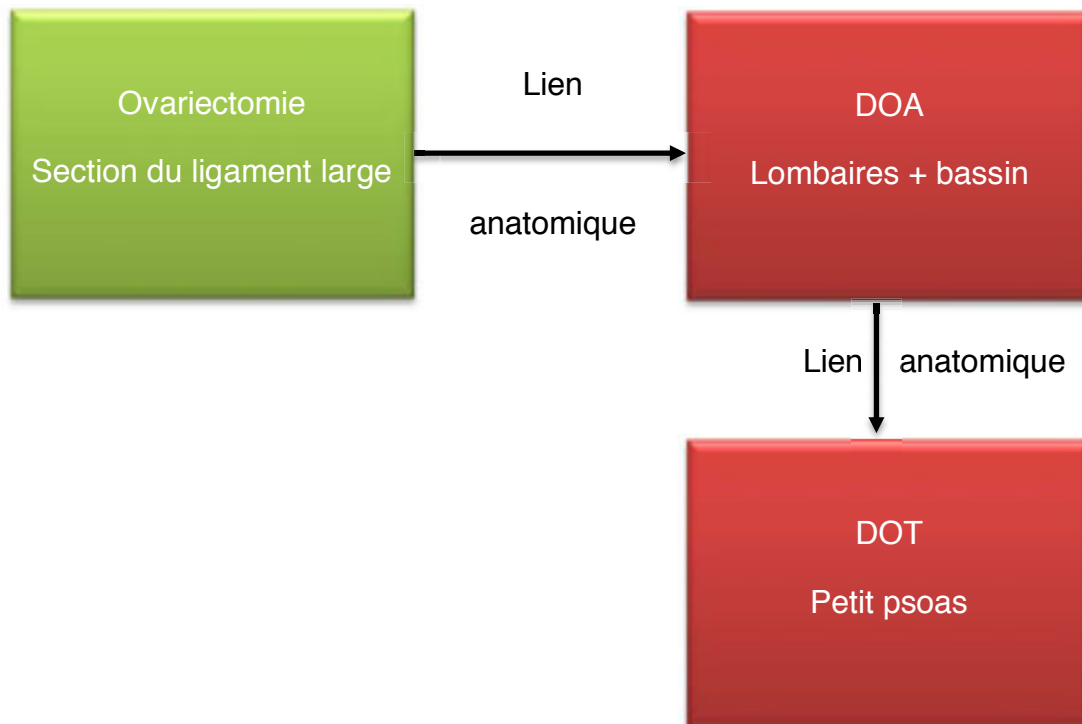 Ovariectomie
Section du ligament large
Lien
anatomique
DOA
Lombaires + bassin
Lien anatomique
DOT
Petit psoas